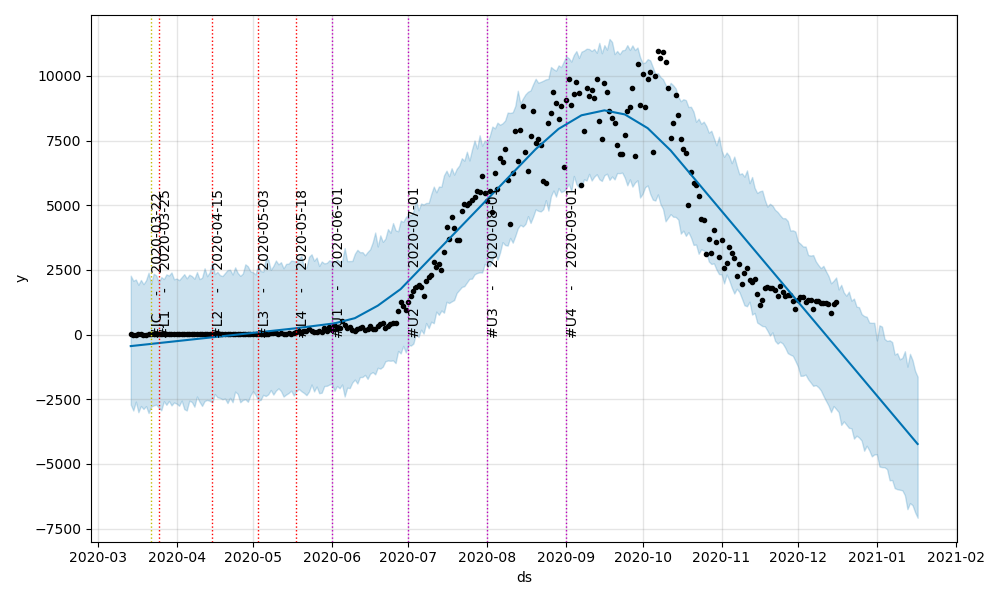 10000
7500
5000
2500
0
−2500
−5000
−7500
y
#JC - 2020-03-22
#L1 - 2020-03-25
#L2 - 2020-04-15
#L3 - 2020-05-03
#L4 - 2020-05-18
#U1 - 2020-06-01
#U2 - 2020-07-01
#U3 - 2020-08-01
#U4 - 2020-09-01
2020-03 2020-04 2020-05 2020-06 2020-07 2020-08 2020-09 2020-10 2020-11 2020-12 2021-01 2021-02
ds